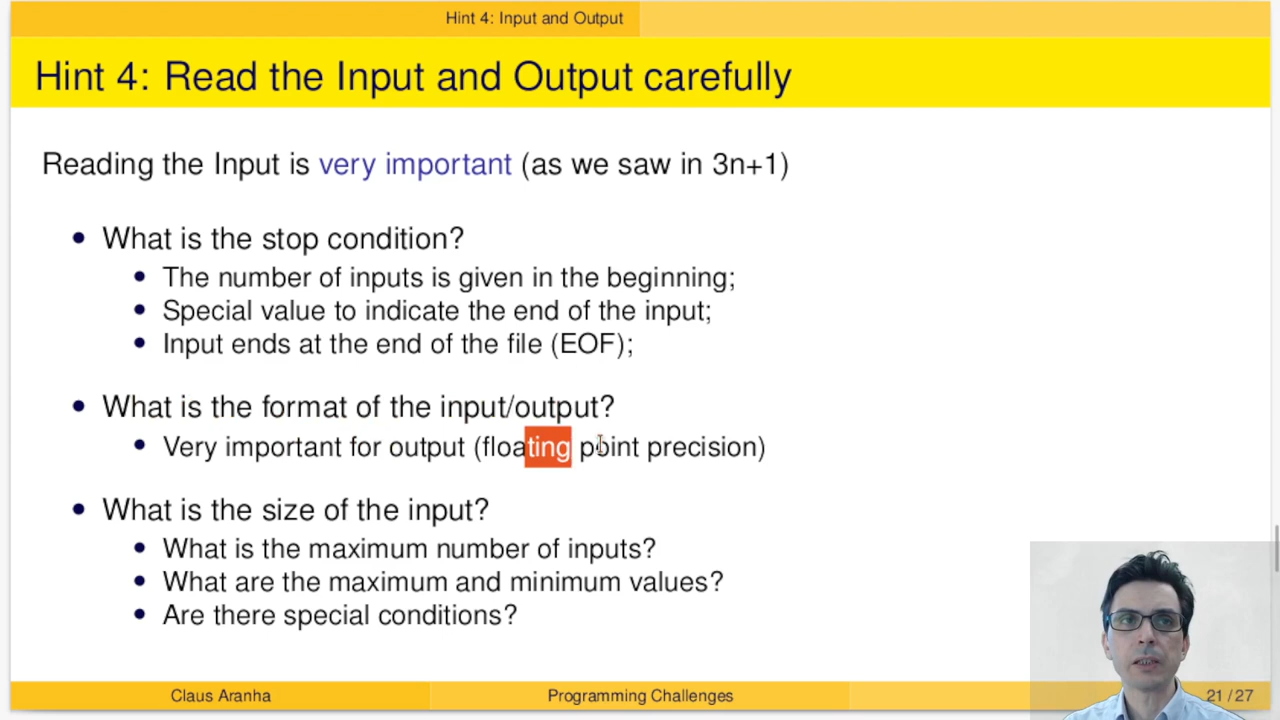 Hint 4: Input and Output
Hint 4: Read the Input and Output carefully
Reading the Input is very important (as we saw in 3n+1)
• What is the stop condition?
• The number of inputs is given in the beginning;
• Special value to indicate the end of the input;
• Input ends at the end of the file (EOF);
• What is the format of the input/output?
• Very important for output (floating point precision)
• What is the size of the input?
• What is the maximum number of inputs?
• What are the maximum and minimum values?
• Are there special conditions?
Claus Aranha Programming Challenges 21 / 27